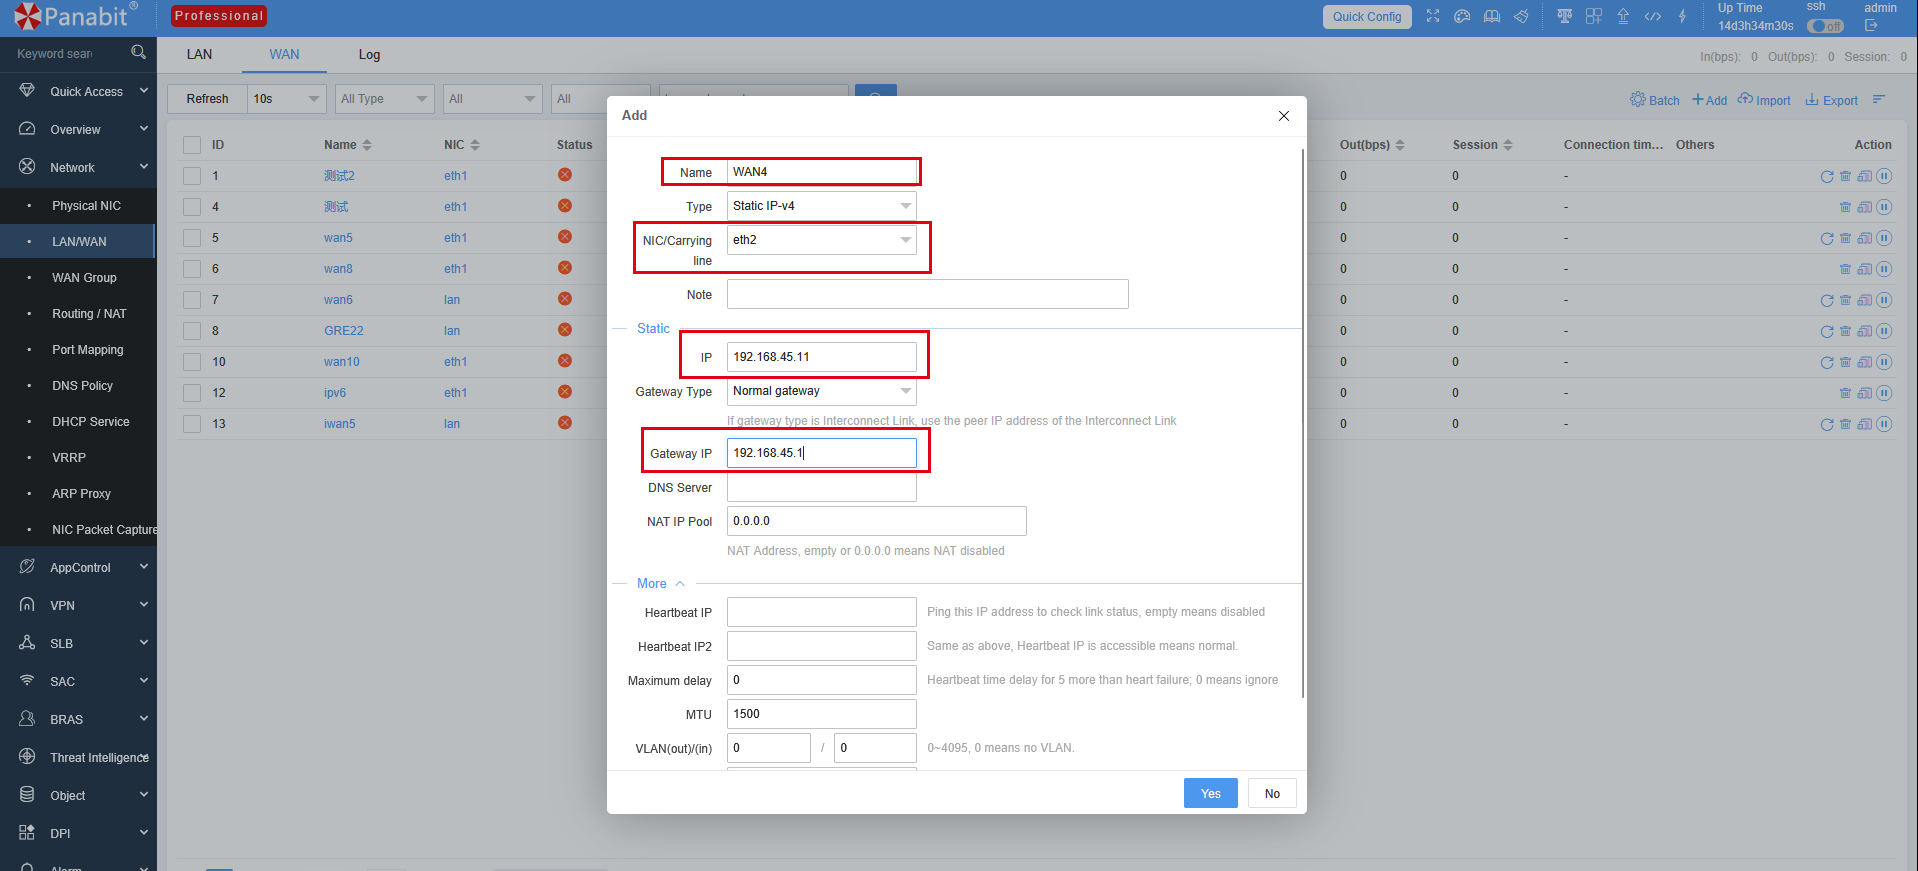 Panabit®
Professional
Quick Config
Up Time
14d3h34m30s
ssh
off
admin
Keyword sear
LAN
WAN
Log
In(bps): 0 Out(bps): 0 Session: 0
Quick Access
Overview
Network
Physical NIC
LAN/WAN
WAN Group
Routing / NAT
Port Mapping
DNS Policy
DHCP Service
VRRP
ARP Proxy
NIC Packet Capture
AppControl
VPN
SLB
SAC
BRAS
Threat Intelligence
Object
DPI
Alarm
Refresh
10s
All Type
All
All
Batch
Add
Import
Export
ID Name NIC Status Out(bps) Session Connection tim... Others Action
1 测试2 eth1 0 0 -
4 测试 eth1 0 0 -
5 wan5 eth1 0 0 -
6 wan8 eth1 0 0 -
7 wan6 lan 0 0 -
8 GRE22 lan 0 0 -
10 wan10 eth1 0 0 -
12 ipv6 eth1 0 0 -
13 iwan5 lan 0 0 -
Add
Name WAN4
Type Static IP-v4
NIC/Carrying line eth2
Note
Static
IP 192.168.45.11
Gateway Type Normal gateway
If gateway type is Interconnect Link, use the peer IP address of the Interconnect Link
Gateway IP 192.168.45.1
DNS Server
NAT IP Pool 0.0.0.0
NAT Address, empty or 0.0.0.0 means NAT disabled
More
Heartbeat IP Ping this IP address to check link status, empty means disabled
Heartbeat IP2 Same as above, Heartbeat IP is accessible means normal.
Maximum delay 0 Heartbeat time delay for 5 more than heart failure; 0 means ignore
MTU 1500
VLAN(out)/(in) 0 / 0 0~4095, 0 means no VLAN.
Yes
No